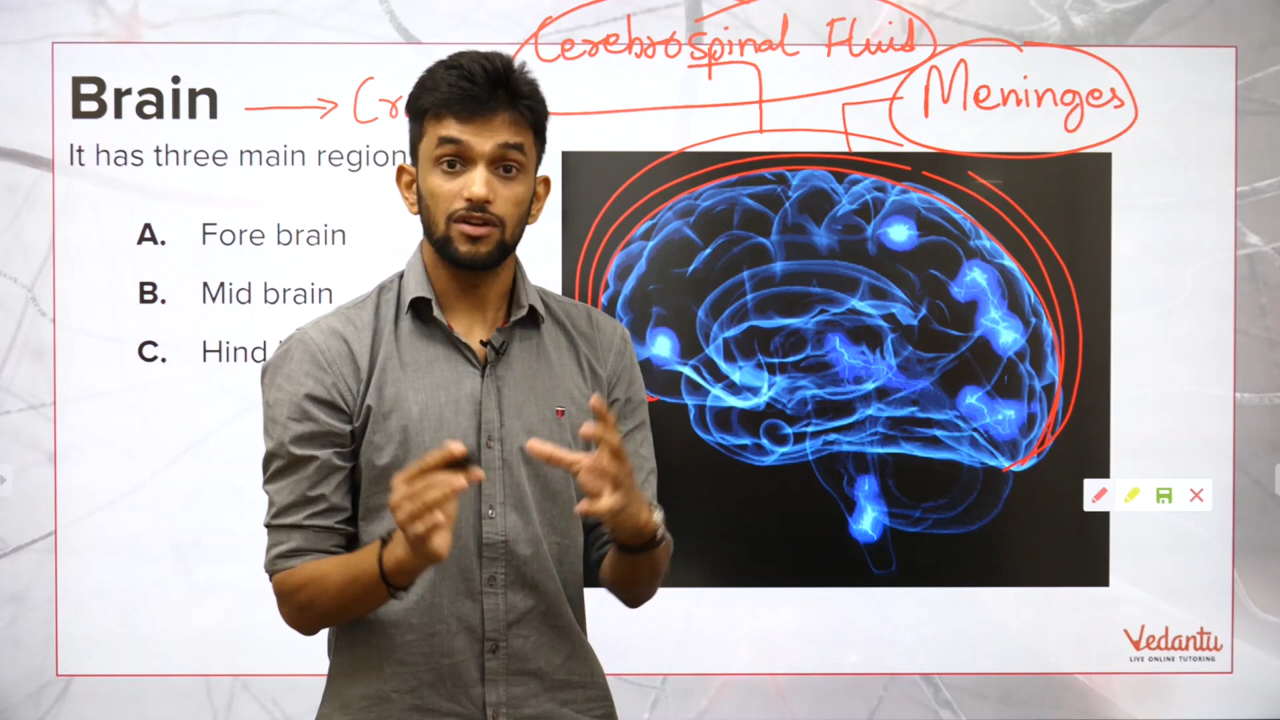 Cerebrospinal Fluid
Meninges
Brain
It has three main region
A. Fore brain
B. Mid brain
C. Hind
Vedantu
LIVE ONLINE TUTORING